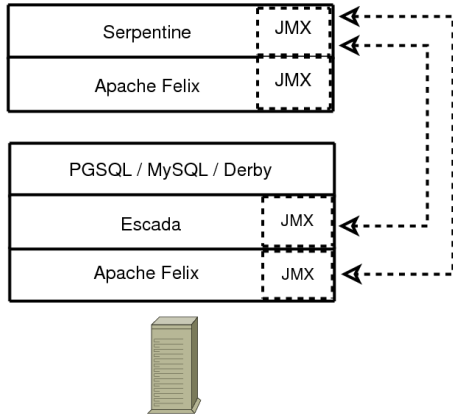 Serpentine JMX
Apache Felix JMX
PGSQL / MySQL / Derby
Escada JMX
Apache Felix JMX